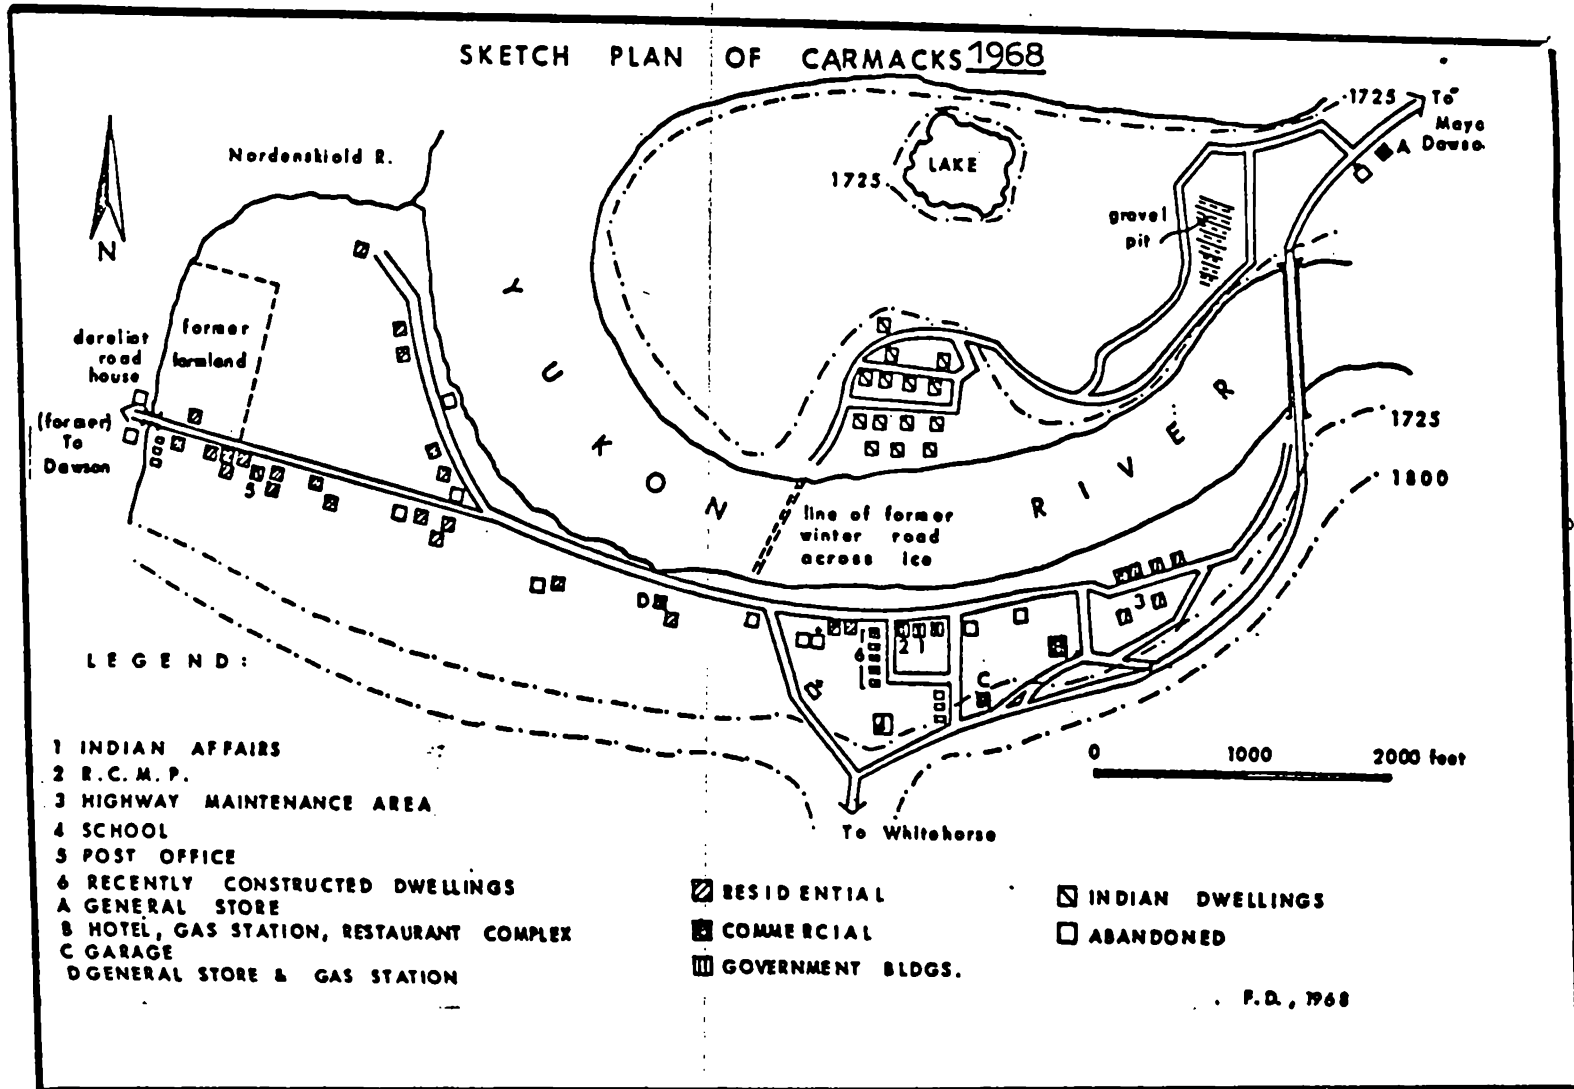 SKETCH PLAN OF CARMACKS 1968
1725
To
Mayo
Dawso.
A
Nordenskiold R.
N
LAKE
1725
gravel
pit
derelict
road
house
former
farmland
(former)
To
Dawson
5
YUKON RIVER
line of former
winter road
across ice
1725
1800
D
3
2 1
6
C
4
LEGEND:
0 1000 2000 feet
To Whitehorse
1 INDIAN AFFAIRS
2 R.C.M.P.
3 HIGHWAY MAINTENANCE AREA
4 SCHOOL
5 POST OFFICE
6 RECENTLY CONSTRUCTED DWELLINGS
A GENERAL STORE
B HOTEL, GAS STATION, RESTAURANT COMPLEX
C GARAGE
D GENERAL STORE & GAS STATION
RESIDENTIAL
COMMERCIAL
GOVERNMENT BLDGS.
INDIAN DWELLINGS
ABANDONED
F.D., 1968